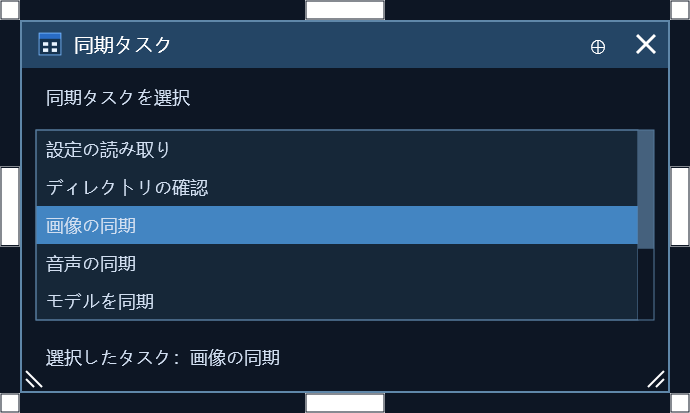 同期タスク
同期タスクを選択
設定の読み取り
ディレクトリの確認
画像の同期
音声の同期
モデルを同期
選択したタスク: 画像の同期